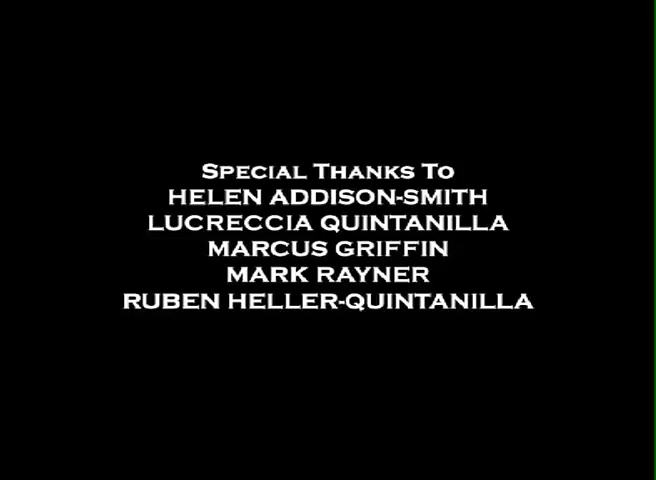 Special Thanks To
HELEN ADDISON-SMITH
LUCRECCIA QUINTANILLA
MARCUS GRIFFIN
MARK RAYNER
RUBEN HELLER-QUINTANILLA